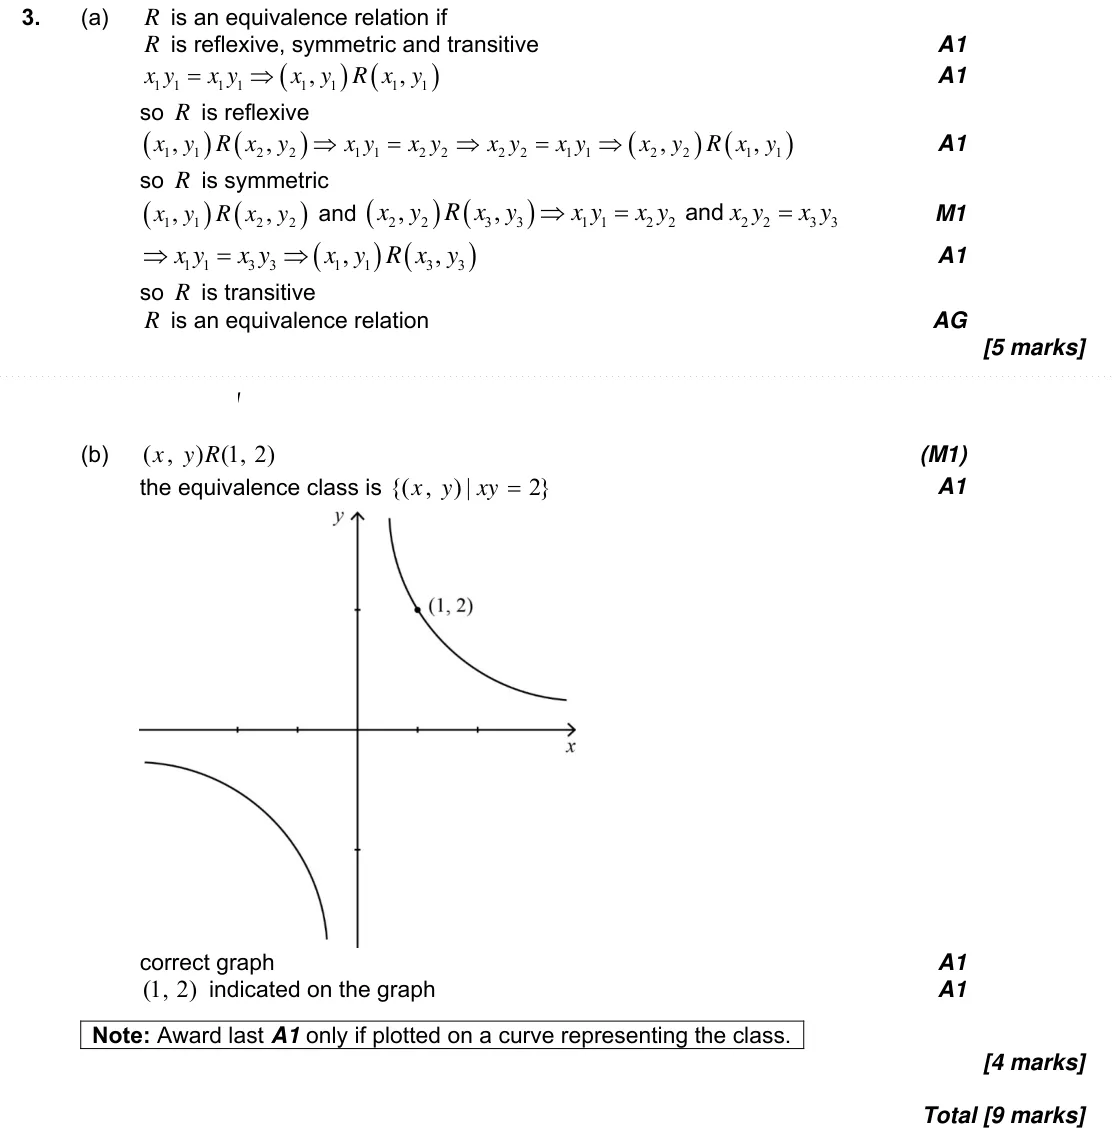 3. (a) R is an equivalence relation if
R is reflexive, symmetric and transitive A1
x₁y₁ = x₁y₁ ⇒ (x₁, y₁)R(x₁, y₁) A1
so R is reflexive
(x₁, y₁)R(x₂, y₂) ⇒ x₁y₁ = x₂y₂ ⇒ x₂y₂ = x₁y₁ ⇒ (x₂, y₂)R(x₁, y₁) A1
so R is symmetric
(x₁, y₁)R(x₂, y₂) and (x₂, y₂)R(x₃, y₃) ⇒ x₁y₁ = x₂y₂ and x₂y₂ = x₃y₃ M1
⇒ x₁y₁ = x₃y₃ ⇒ (x₁, y₁)R(x₃, y₃) A1
so R is transitive
R is an equivalence relation AG
[5 marks]
(b) (x, y)R(1, 2) (M1)
the equivalence class is {(x, y) | xy = 2} A1
y
(1, 2)
x
correct graph A1
(1, 2) indicated on the graph A1
Note: Award last A1 only if plotted on a curve representing the class.
[4 marks]
Total [9 marks]